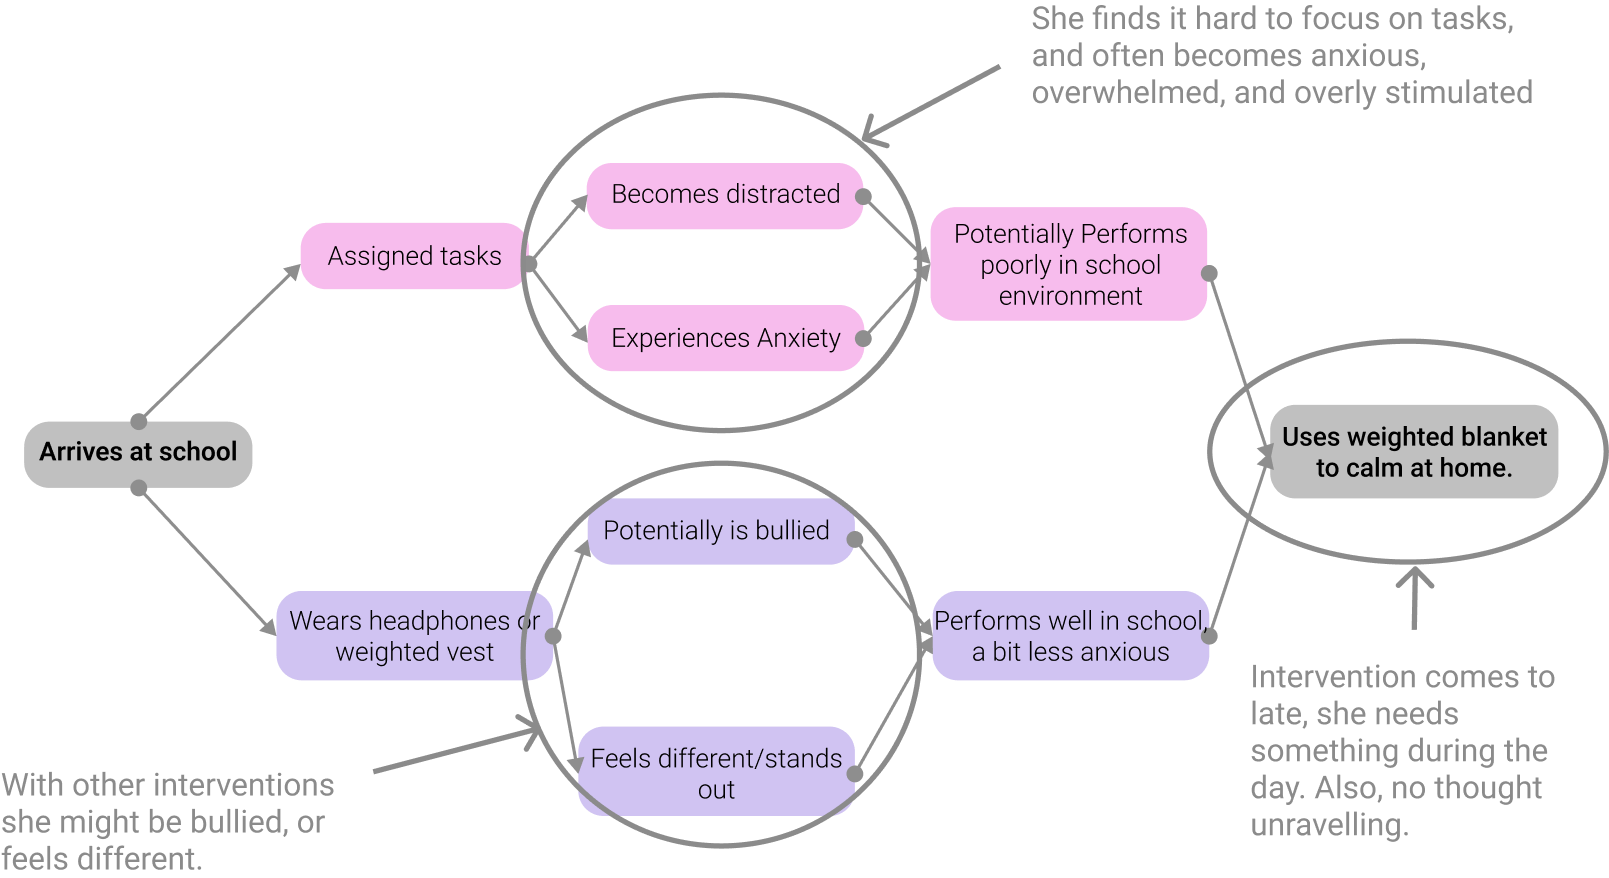 She finds it hard to focus on tasks,
and often becomes anxious,
overwhelmed, and overly stimulated
Becomes distracted
Assigned tasks
Experiences Anxiety
Potentially Performs
poorly in school
environment
Arrives at school
Uses weighted blanket
to calm at home.
Potentially is bullied
Wears headphones or
weighted vest
Feels different/stands
out
Performs well in school,
a bit less anxious
With other interventions
she might be bullied, or
feels different.
Intervention comes to
late, she needs
something during the
day. Also, no thought
unravelling.